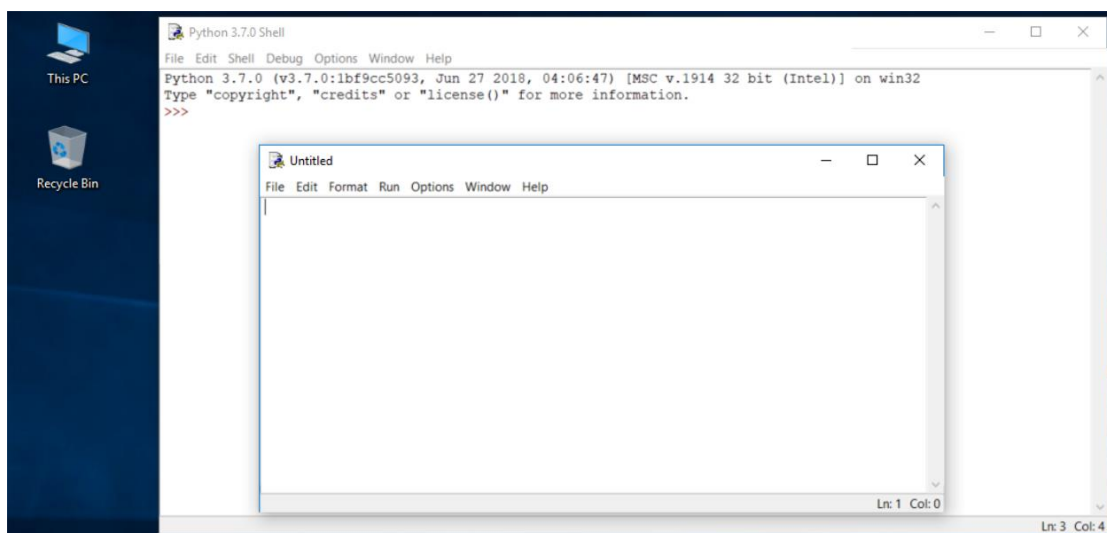 This PC
Recycle Bin
Python 3.7.0 Shell
File Edit Shell Debug Options Window Help
Python 3.7.0 (v3.7.0:1bf9cc5093, Jun 27 2018, 04:06:47) [MSC v.1914 32 bit (Intel)] on win32
Type "copyright", "credits" or "license()" for more information.
>>>
Untitled
File Edit Format Run Options Window Help
Ln: 1 Col: 0
Ln: 3 Col: 4